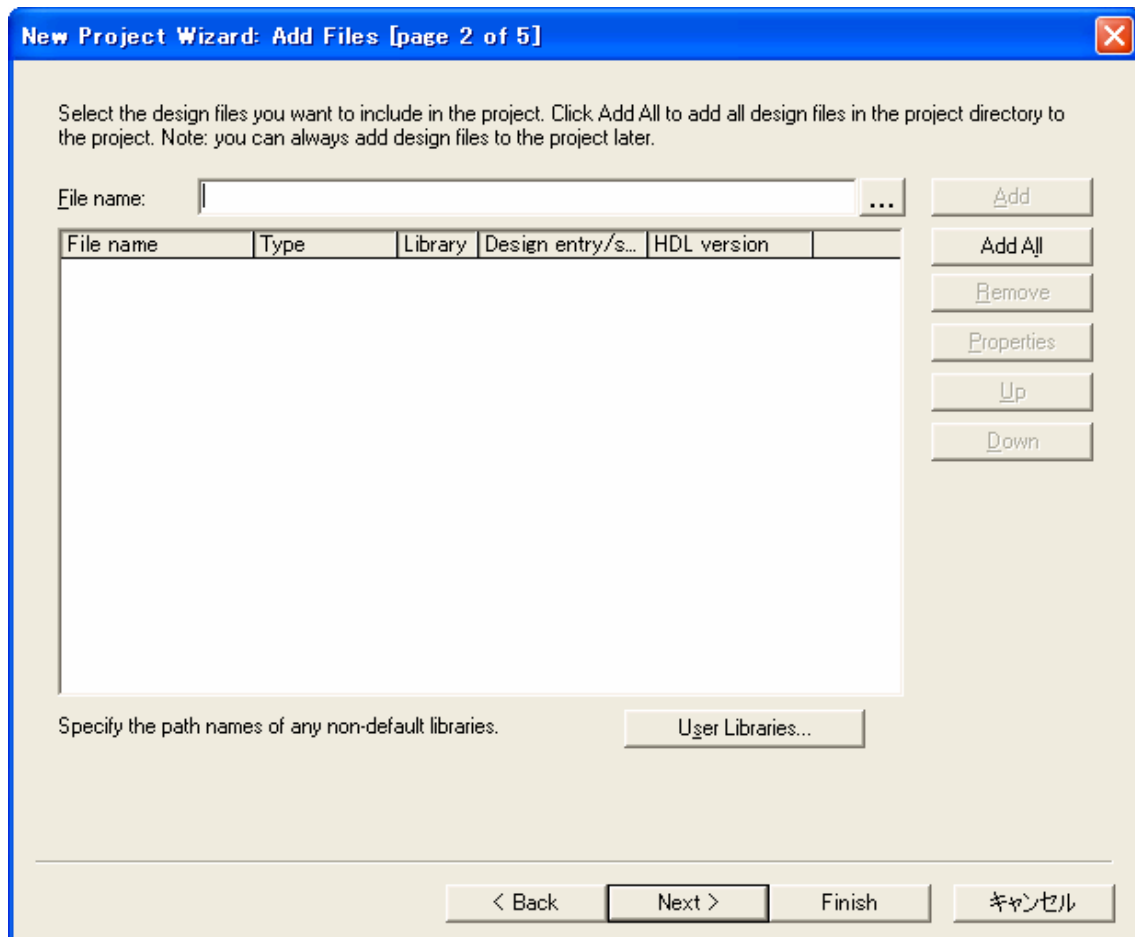 New Project Wizard: Add Files [page 2 of 5]
Select the design files you want to include in the project. Click Add All to add all design files in the project directory to
the project. Note: you can always add design files to the project later.
File name:
...
Add
File name
Type
Library
Design entry/s...
HDL version
Add All
Remove
Properties
Up
Down
Specify the path names of any non-default libraries.
User Libraries...
< Back
Next >
Finish
キャンセル